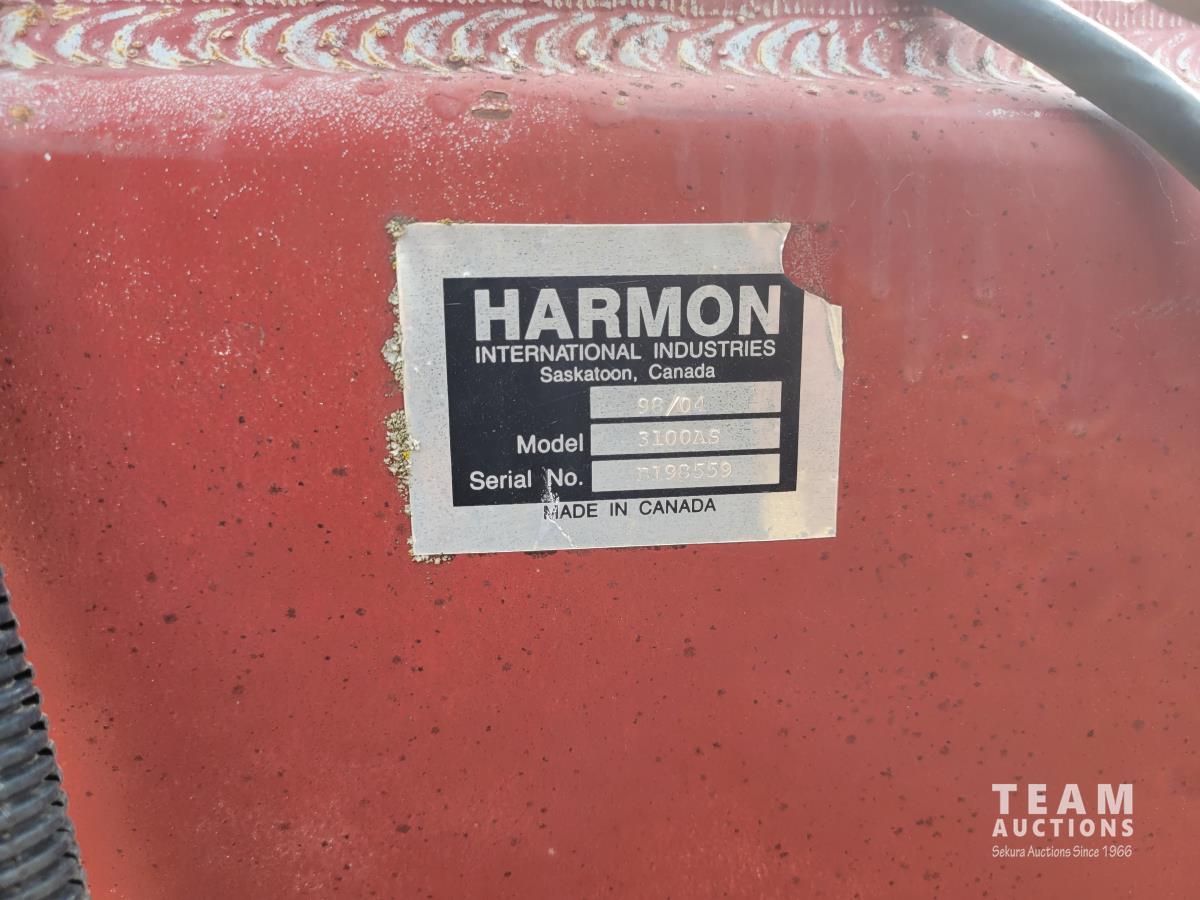 HARMON
INTERNATIONAL INDUSTRIES
Saskatoon, Canada
98/04
Model 3100AS
Serial No. RT98559
MADE IN CANADA
TEAM
AUCTIONS
Sekura Auctions Since 1966